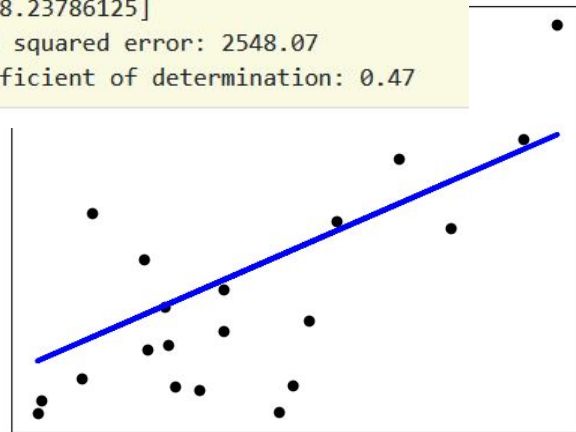 8.23786125]
squared error: 2548.07
ficient of determination: 0.47